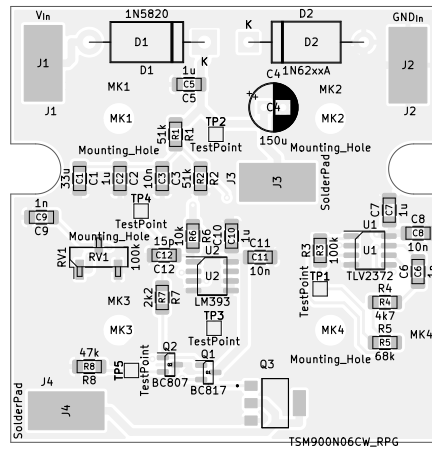 VIn
1N5820
D2
GNDIn
J1
D1
K
K
D2
J2
D1
1N62xxA
J1
1u
C5
C5
C4
C4
150u
J2
MK1
MK2
MK1
MK2
TP2
TestPoint
51k
R1
R1
Mounting_Hole
Mounting_Hole
33u
C1
C1
1u
C2
C2
10n
C3
C3
51k
R2
R2
J3
J3
SolderPad
TP4
TestPoint
1n
C9
C9
C7
C7
1u
C8
C8
10n
Mounting_Hole
RV1
RV1
100k
15p
C12
C12
10k
R6
R6
C10
C10
1u
C11
C11
10n
R3
R3
100k
U1
U1
TLV2372
C6
C6
1n
U2
U2
LM393
2k2
R7
R7
TP1
TestPoint
R4
R4
4k7
MK3
MK3
TP3
TestPoint
MK4
MK4
R5
R5
68k
47k
R8
R8
TP5
TestPoint
Q2
BC807
Q1
BC817
Mounting_Hole
Q3
J4
J4
SolderPad
TSM900N06CW_RPG